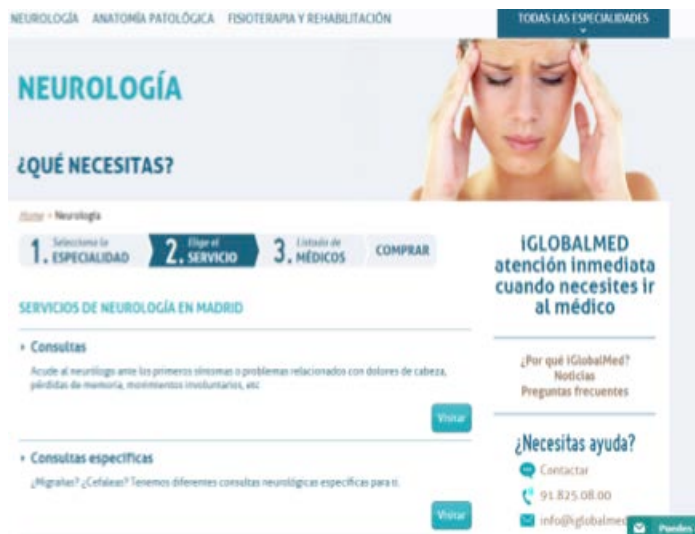 NEUROLOGÍA ANATOMÍA PATOLÓGICA FISIOTERAPIA Y REHABILITACIÓN
TODAS LAS ESPECIALIDADES
NEUROLOGÍA
¿QUÉ NECESITAS?
Home > Neurología
1. Selecciona la ESPECIALIDAD
2. Elige el SERVICIO
3. Listado de MÉDICOS
COMPRAR
SERVICIOS DE NEUROLOGÍA EN MADRID
Consultas
Acude al neurólogo ante los primeros síntomas o problemas relacionados con dolores de cabeza,
pérdidas de memoria, movimientos involuntarios, etc
Visitar
Consultas específicas
¿Migrañas? ¿Cefaleas? Tenemos diferentes consultas neurológicas específicas para ti.
Visitar
iGLOBALMED
atención inmediata
cuando necesites ir
al médico
¿Por qué iGlobalMed?
Noticias
Preguntas frecuentes
¿Necesitas ayuda?
Contactar
91.825.08.00
info@iglobalmed
Puedes